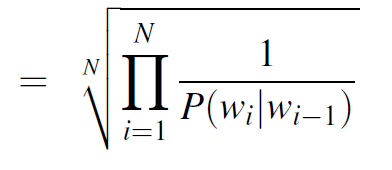 = \sqrt[N]{\prod_{i=1}^{N} \frac{1}{P(w_i|w_{i-1})}}